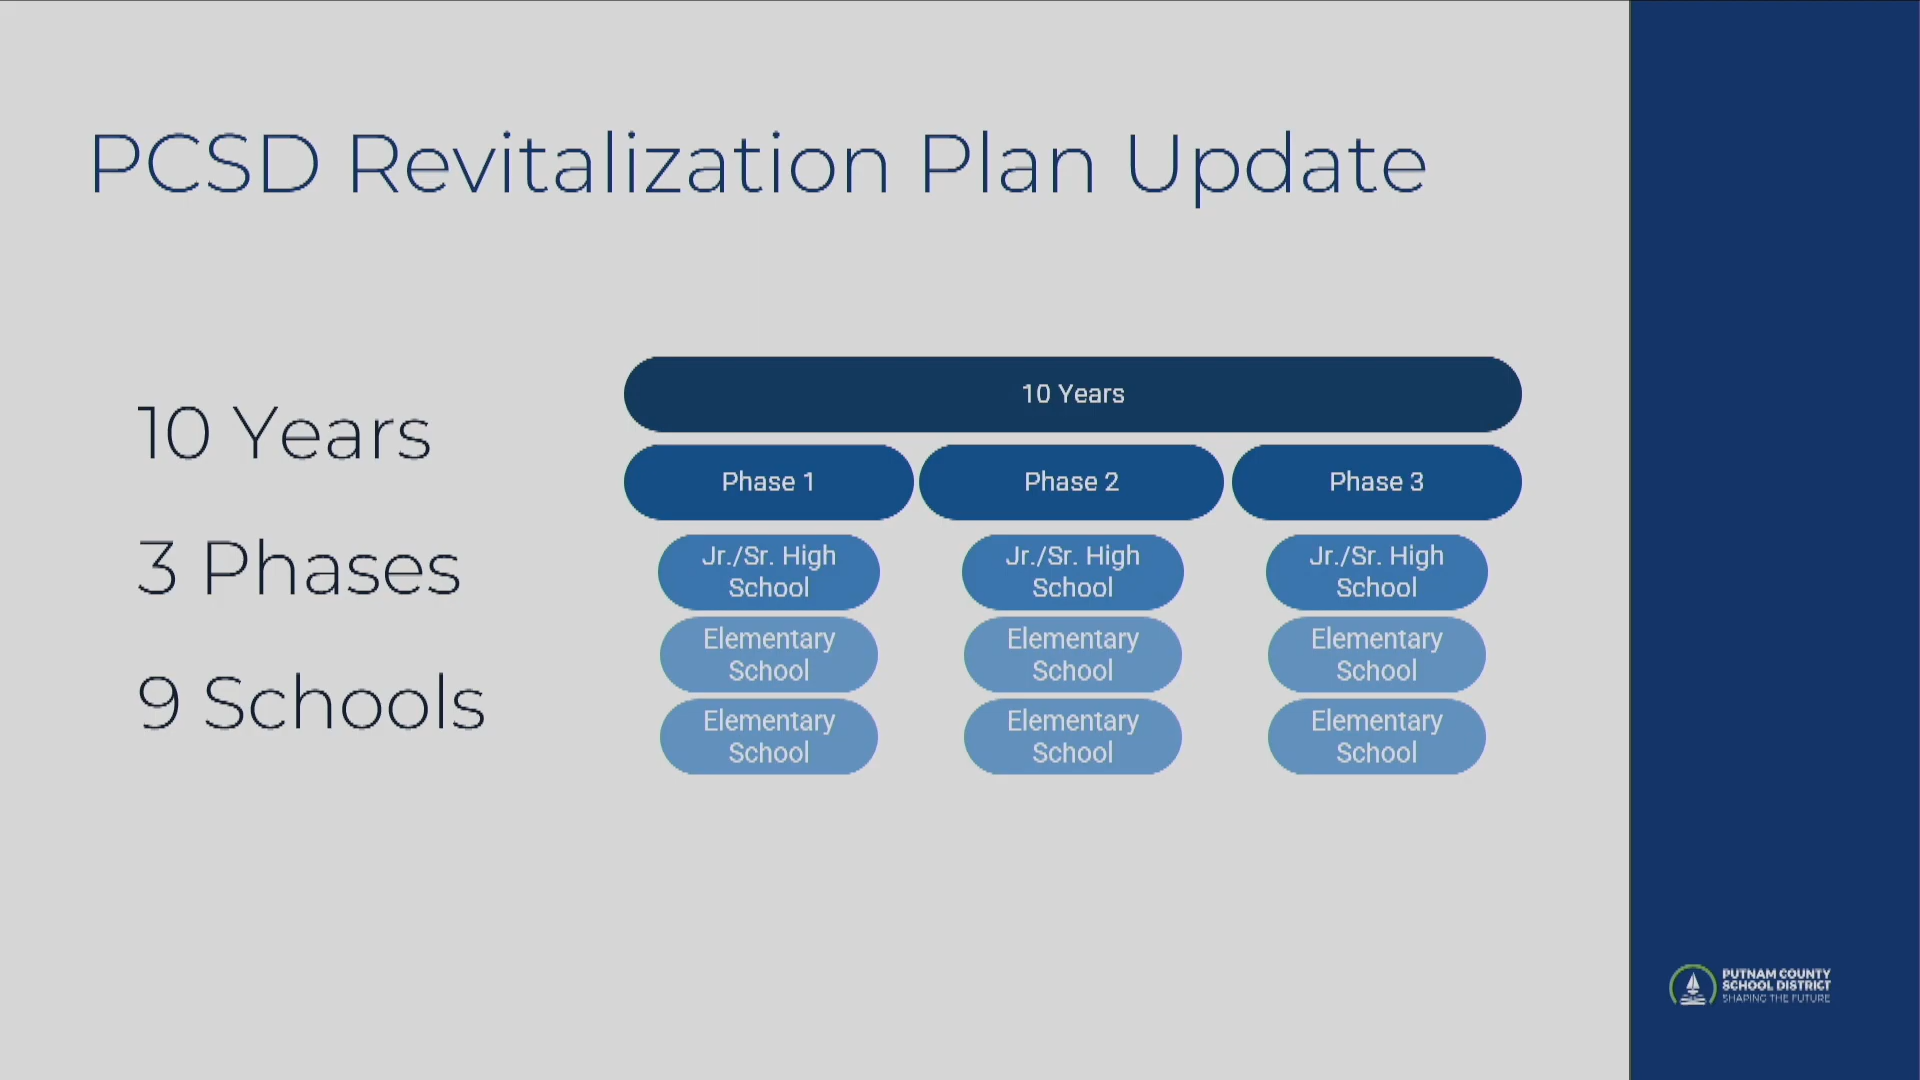 PCSD Revitalization Plan Update
10 Years
3 Phases
9 Schools
10 Years
Phase 1
Phase 2
Phase 3
Jr./Sr. High
School
Jr./Sr. High
School
Jr./Sr. High
School
Elementary
School
Elementary
School
Elementary
School
Elementary
School
Elementary
School
Elementary
School
PUTNAM COUNTY
SCHOOL DISTRICT
SHAPING THE FUTURE